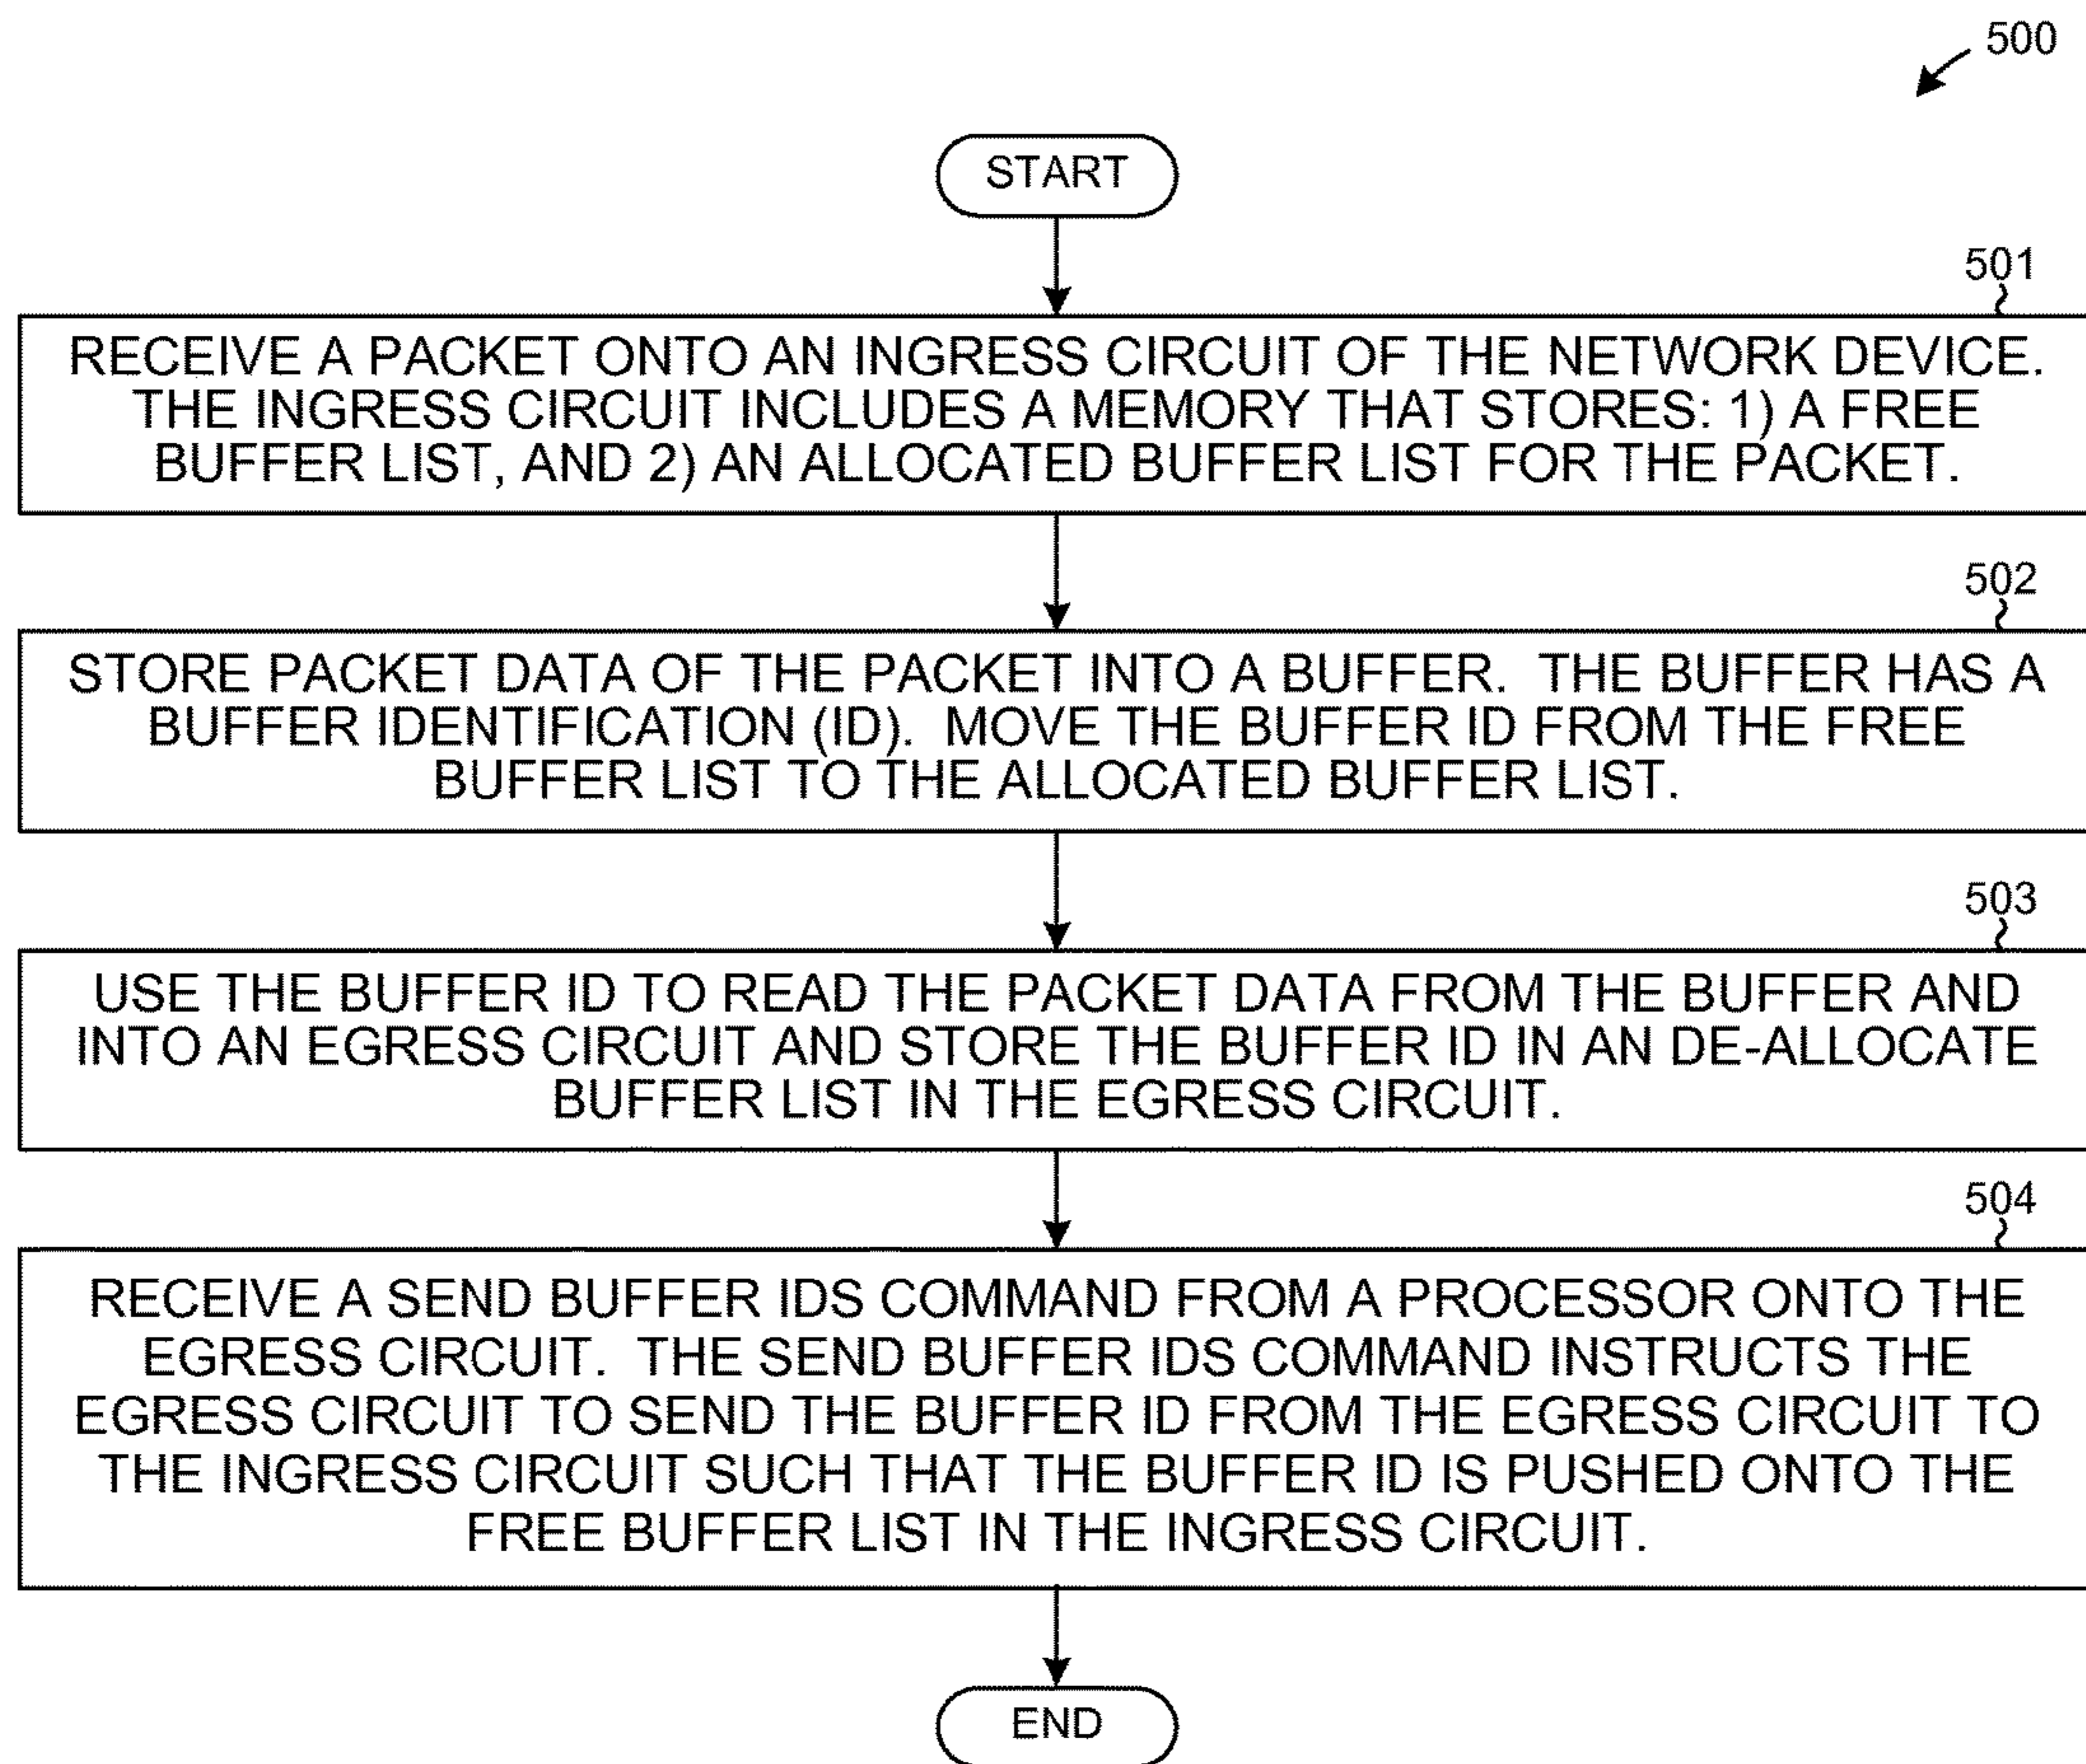 500
START
501
RECEIVE A PACKET ONTO AN INGRESS CIRCUIT OF THE NETWORK DEVICE.
THE INGRESS CIRCUIT INCLUDES A MEMORY THAT STORES: 1) A FREE
BUFFER LIST, AND 2) AN ALLOCATED BUFFER LIST FOR THE PACKET.
502
STORE PACKET DATA OF THE PACKET INTO A BUFFER. THE BUFFER HAS A
BUFFER IDENTIFICATION (ID). MOVE THE BUFFER ID FROM THE FREE
BUFFER LIST TO THE ALLOCATED BUFFER LIST.
503
USE THE BUFFER ID TO READ THE PACKET DATA FROM THE BUFFER AND
INTO AN EGRESS CIRCUIT AND STORE THE BUFFER ID IN AN DE-ALLOCATE
BUFFER LIST IN THE EGRESS CIRCUIT.
504
RECEIVE A SEND BUFFER IDS COMMAND FROM A PROCESSOR ONTO THE
EGRESS CIRCUIT. THE SEND BUFFER IDS COMMAND INSTRUCTS THE
EGRESS CIRCUIT TO SEND THE BUFFER ID FROM THE EGRESS CIRCUIT TO
THE INGRESS CIRCUIT SUCH THAT THE BUFFER ID IS PUSHED ONTO THE
FREE BUFFER LIST IN THE INGRESS CIRCUIT.
END